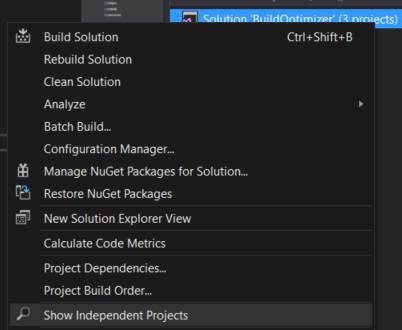 Solution 'BuildOptimizer' (3 projects)
Build Solution Ctrl+Shift+B
Rebuild Solution
Clean Solution
Analyze
Batch Build...
Configuration Manager...
Manage NuGet Packages for Solution...
Restore NuGet Packages
New Solution Explorer View
Calculate Code Metrics
Project Dependencies...
Project Build Order...
Show Independent Projects